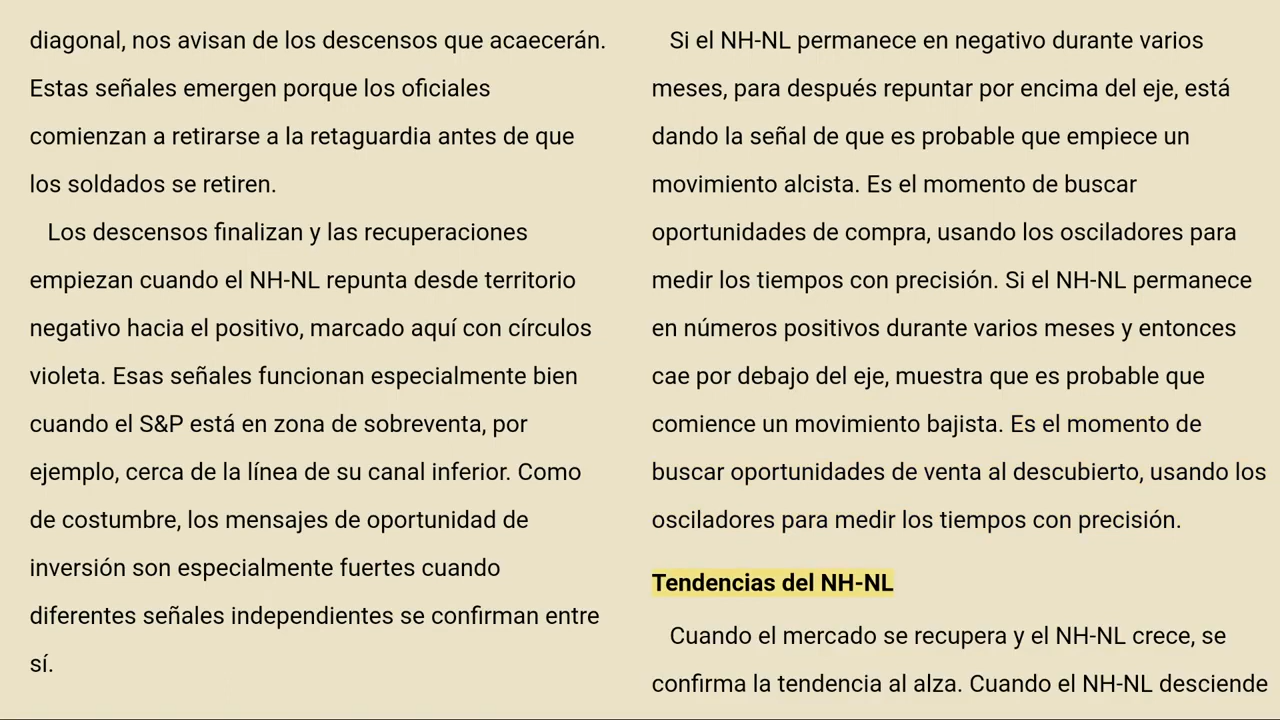 diagonal, nos avisan de los descensos que acaecerán.
Estas señales emergen porque los oficiales
comienzan a retirarse a la retaguardia antes de que
los soldados se retiren.
Los descensos finalizan y las recuperaciones
empiezan cuando el NH-NL repunta desde territorio
negativo hacia el positivo, marcado aquí con círculos
violeta. Esas señales funcionan especialmente bien
cuando el S&P está en zona de sobreventa, por
ejemplo, cerca de la línea de su canal inferior. Como
de costumbre, los mensajes de oportunidad de
inversión son especialmente fuertes cuando
diferentes señales independientes se confirman entre
sí.
Si el NH-NL permanece en negativo durante varios
meses, para después repuntar por encima del eje, está
dando la señal de que es probable que empiece un
movimiento alcista. Es el momento de buscar
oportunidades de compra, usando los osciladores para
medir los tiempos con precisión. Si el NH-NL permanece
en números positivos durante varios meses y entonces
cae por debajo del eje, muestra que es probable que
comience un movimiento bajista. Es el momento de
buscar oportunidades de venta al descubierto, usando los
osciladores para medir los tiempos con precisión.
Tendencias del NH-NL
Cuando el mercado se recupera y el NH-NL crece, se
confirma la tendencia al alza. Cuando el NH-NL desciende